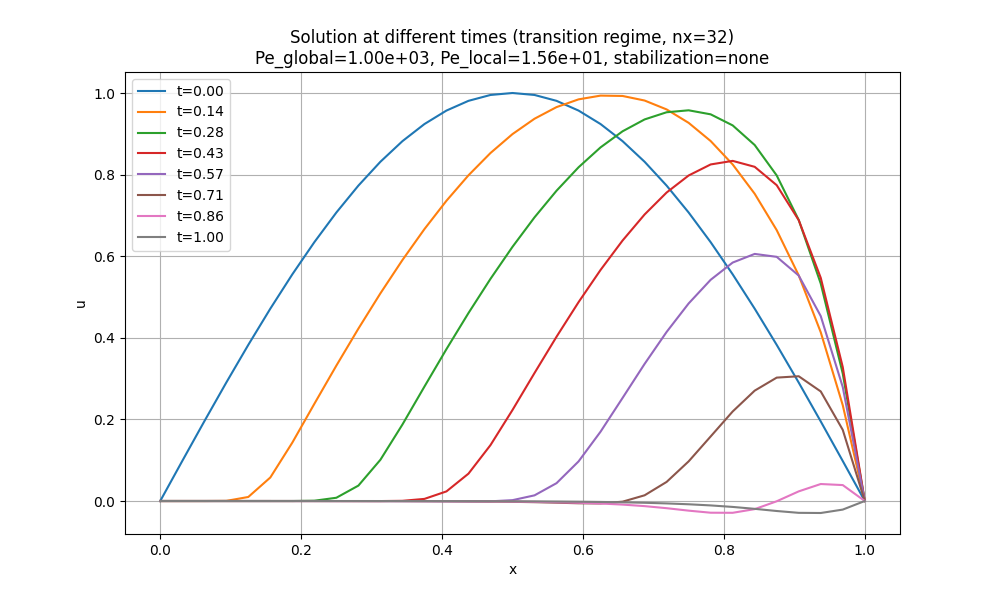 Solution at different times (transition regime, nx=32)
Pe_global=1.00e+03, Pe_local=1.56e+01, stabilization=none
t=0.00
t=0.14
t=0.28
t=0.43
t=0.57
t=0.71
t=0.86
t=1.00
u
1.0
0.8
0.6
0.4
0.2
0.0
0.0 0.2 0.4 0.6 0.8 1.0
x